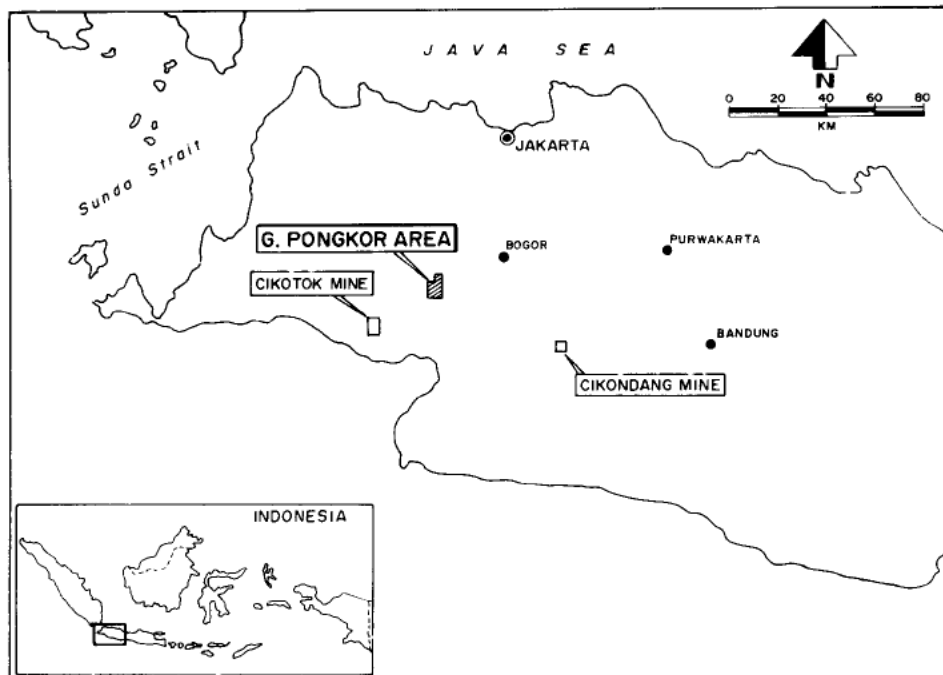 JAVA SEA
N
0 20 40 60 80
KM
JAKARTA
Sunda Strait
G. PONGKOR AREA
BOGOR
PURWAKARTA
CIKOTOK MINE
BANDUNG
CIKONDANG MINE
INDONESIA